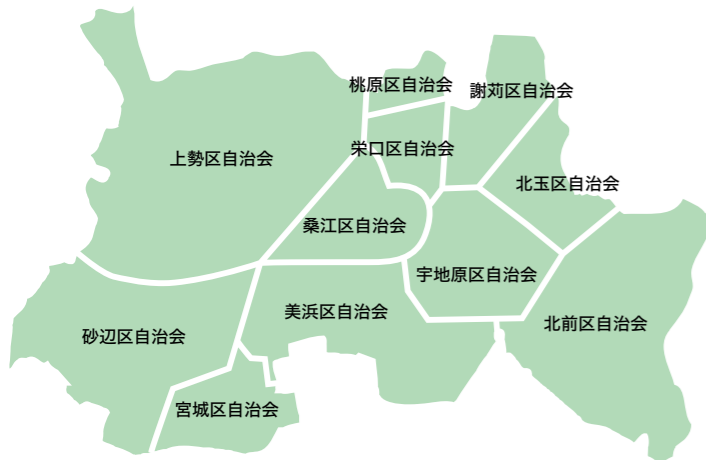 桃原区自治会
謝苅区自治会
栄口区自治会
上勢区自治会
北玉区自治会
桑江区自治会
宇地原区自治会
美浜区自治会
北前区自治会
砂辺区自治会
宮城区自治会